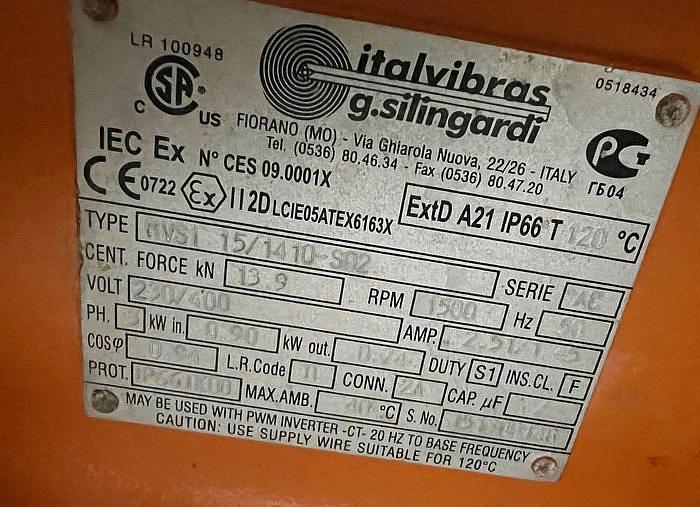 LR 100948
italvibras
0518434
g.silingardi
C US
FIORANO (MO) - Via Ghiarola Nuova, 22/26 - ITALY
Tel. (0536) 80.46.34 - Fax (0536) 80.47.20
ГБ04
IEC Ex N° CES 09.0001X
CE 0722 Ex II2D LCIE05ATEX6163X
ExtD A21 IP66 T 120 °C
TYPE MVSI 15/1410-S02
SERIE
CENT. FORCE kN 13.9 RPM 1500 Hz 50
VOLT 230/400 AMP.
PH. 3 kW in. 0.90 kW out. DUTY S1 INS.CL. F
COSφ L.R.Code CONN. CAP. μF
PROT. MAX.AMB. 40 °C S. No.
MAY BE USED WITH PWM INVERTER -CT- 20 HZ TO BASE FREQUENCY
CAUTION: USE SUPPLY WIRE SUITABLE FOR 120°C